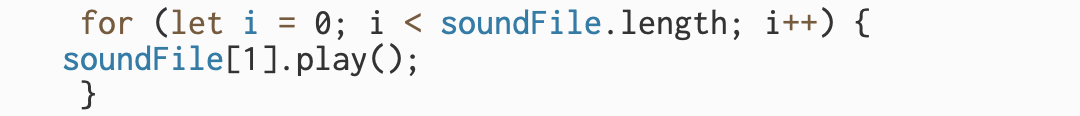 for (let i = 0; i < soundFile.length; i++) {
soundFile[1].play();
}